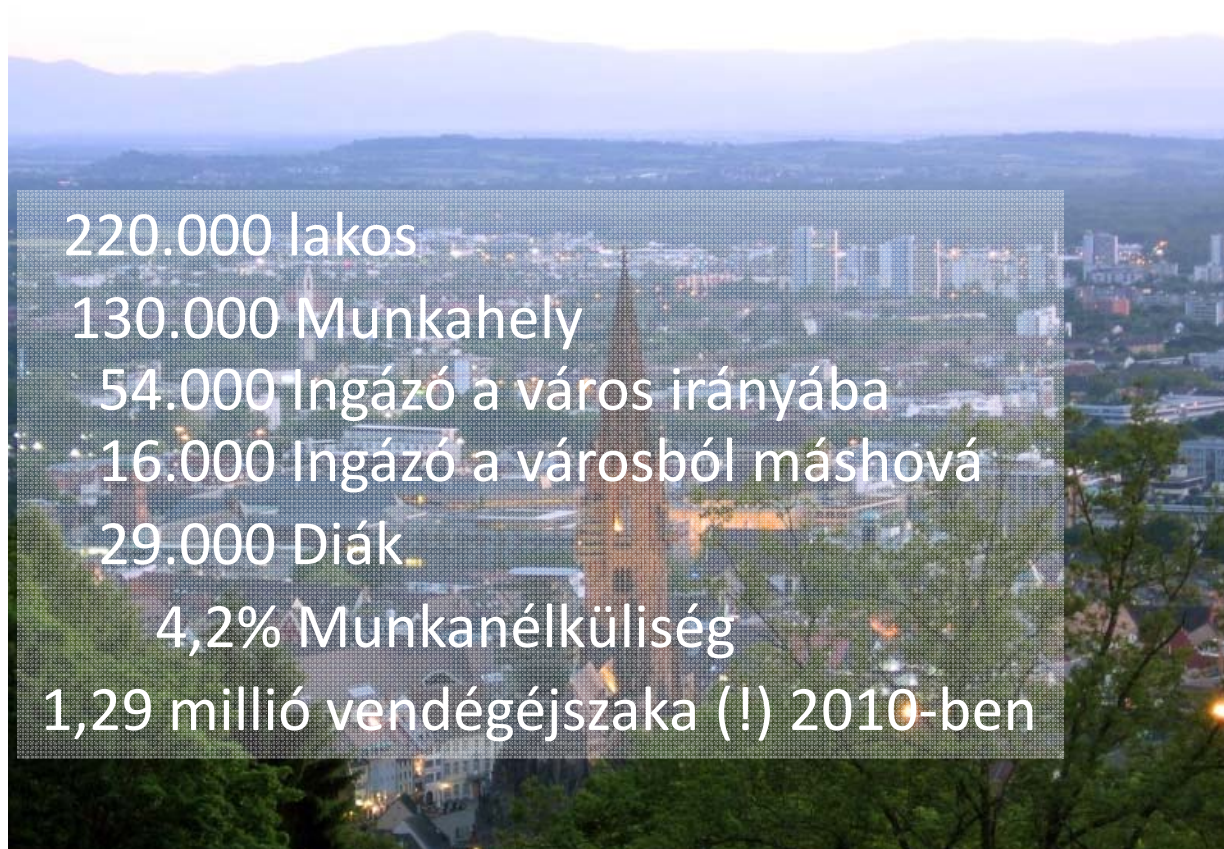 220.000 lakos
130.000 Munkahely
54.000 Ingázó a város irányába
16.000 Ingázó a városból máshová
29.000 Diák
4,2% Munkanélküliség
1,29 millió vendégéjszaka (!) 2010-ben